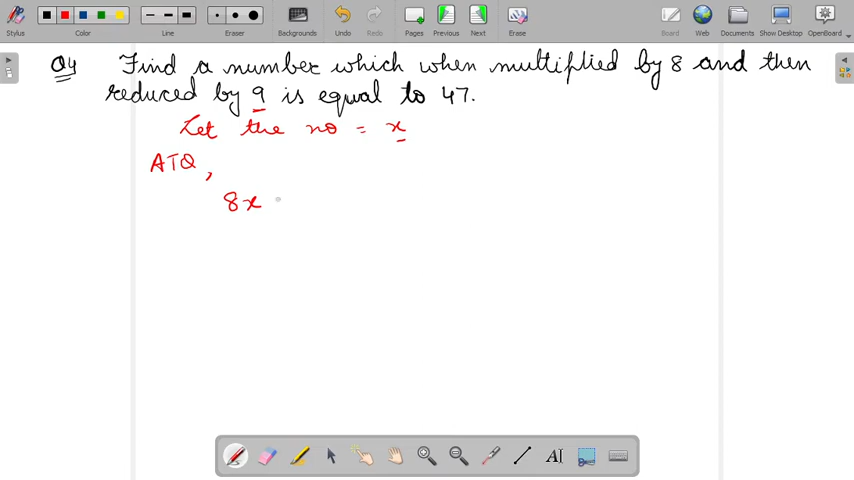 Stylus Color Line Eraser Backgrounds Undo Redo Pages Previous Next Erase Board Web Documents Show Desktop OpenBoard
Q4 Find a number which when multiplied by 8 and then
reduced by 9 is equal to 47.
Let the no = x
ATQ,
8x